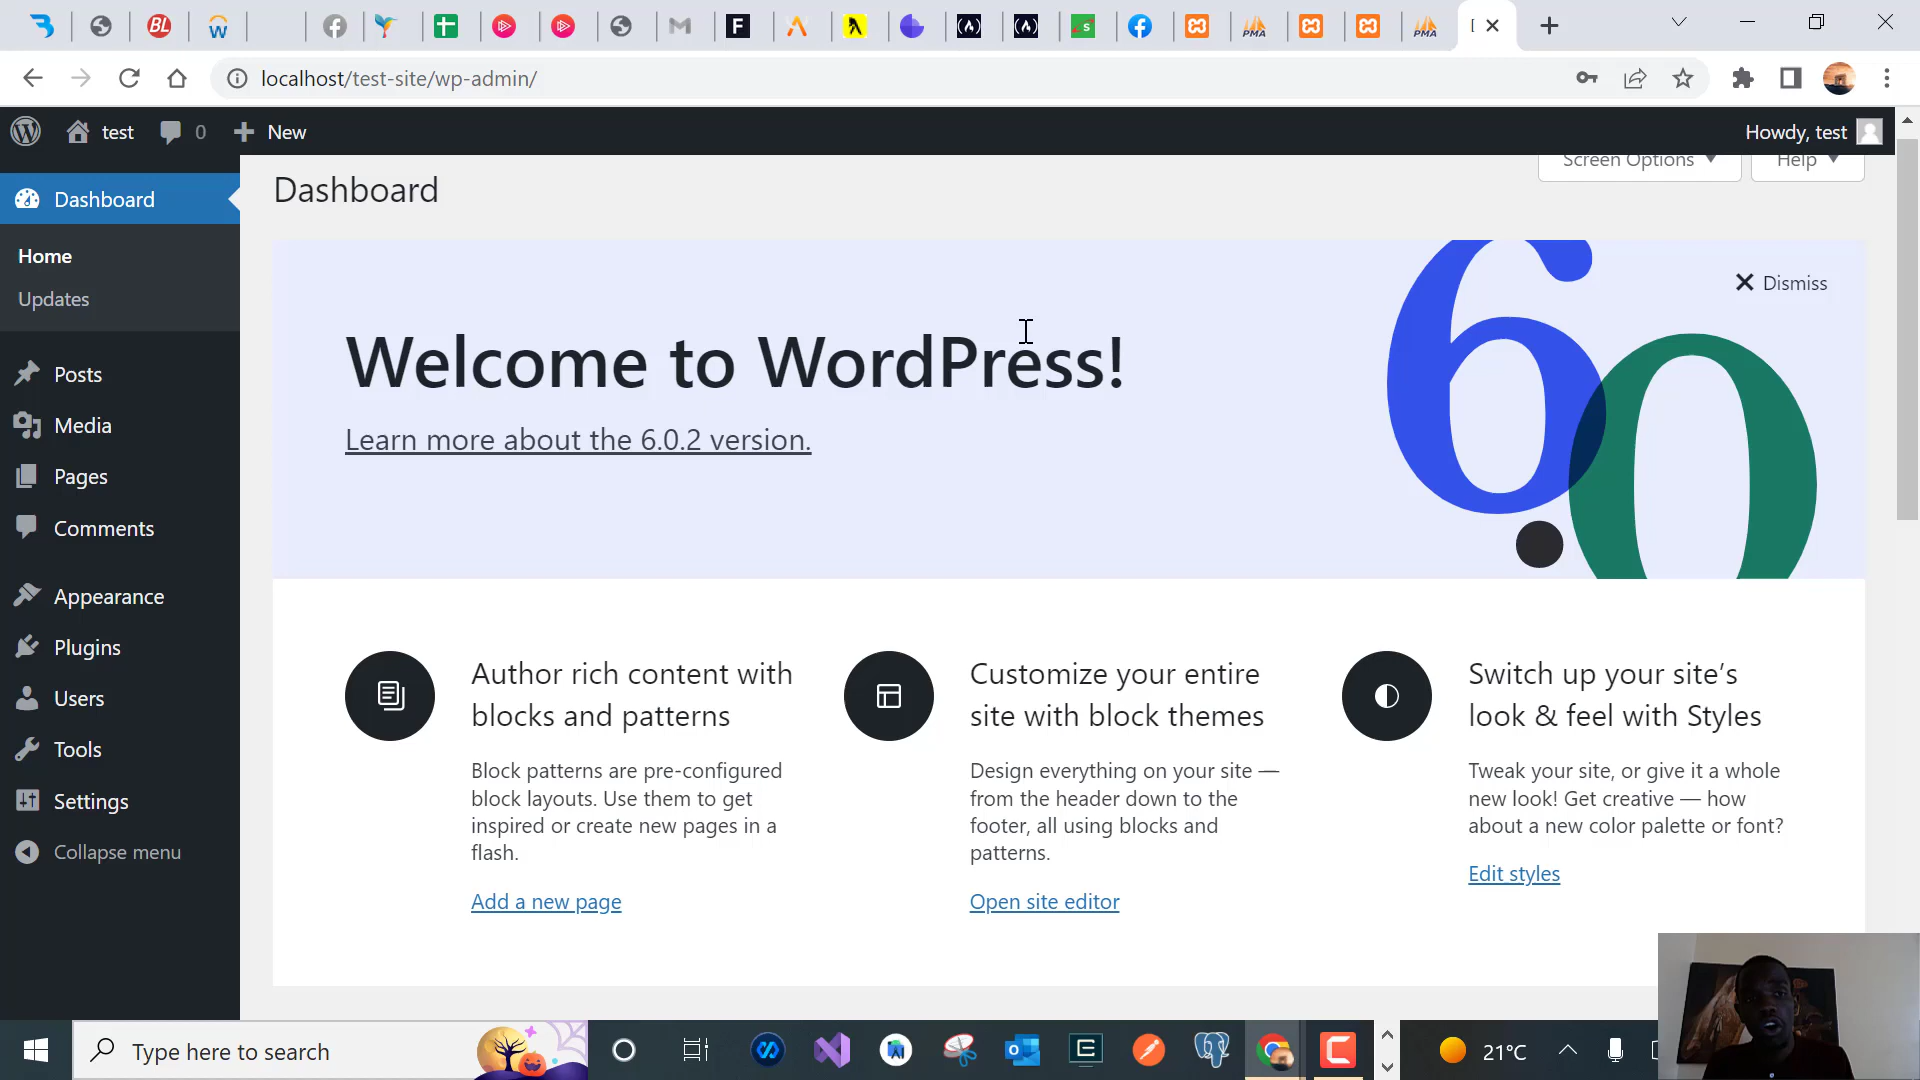 BL
F
PMA
PMA
[
localhost/test-site/wp-admin/
test
0
New
Howdy, test
Dashboard
Screen Options
Help
Dashboard
Home
Updates
Posts
Media
Pages
Comments
Appearance
Plugins
Users
Tools
Settings
Collapse menu
60
Dismiss
Welcome to WordPress!
Learn more about the 6.0.2 version.
Author rich content with
blocks and patterns
Block patterns are pre-configured
block layouts. Use them to get
inspired or create new pages in a
flash.
Add a new page
Customize your entire
site with block themes
Design everything on your site —
from the header down to the
footer, all using blocks and
patterns.
Open site editor
Switch up your site’s
look & feel with Styles
Tweak your site, or give it a whole
new look! Get creative — how
about a new color palette or font?
Edit styles
Type here to search
21°C